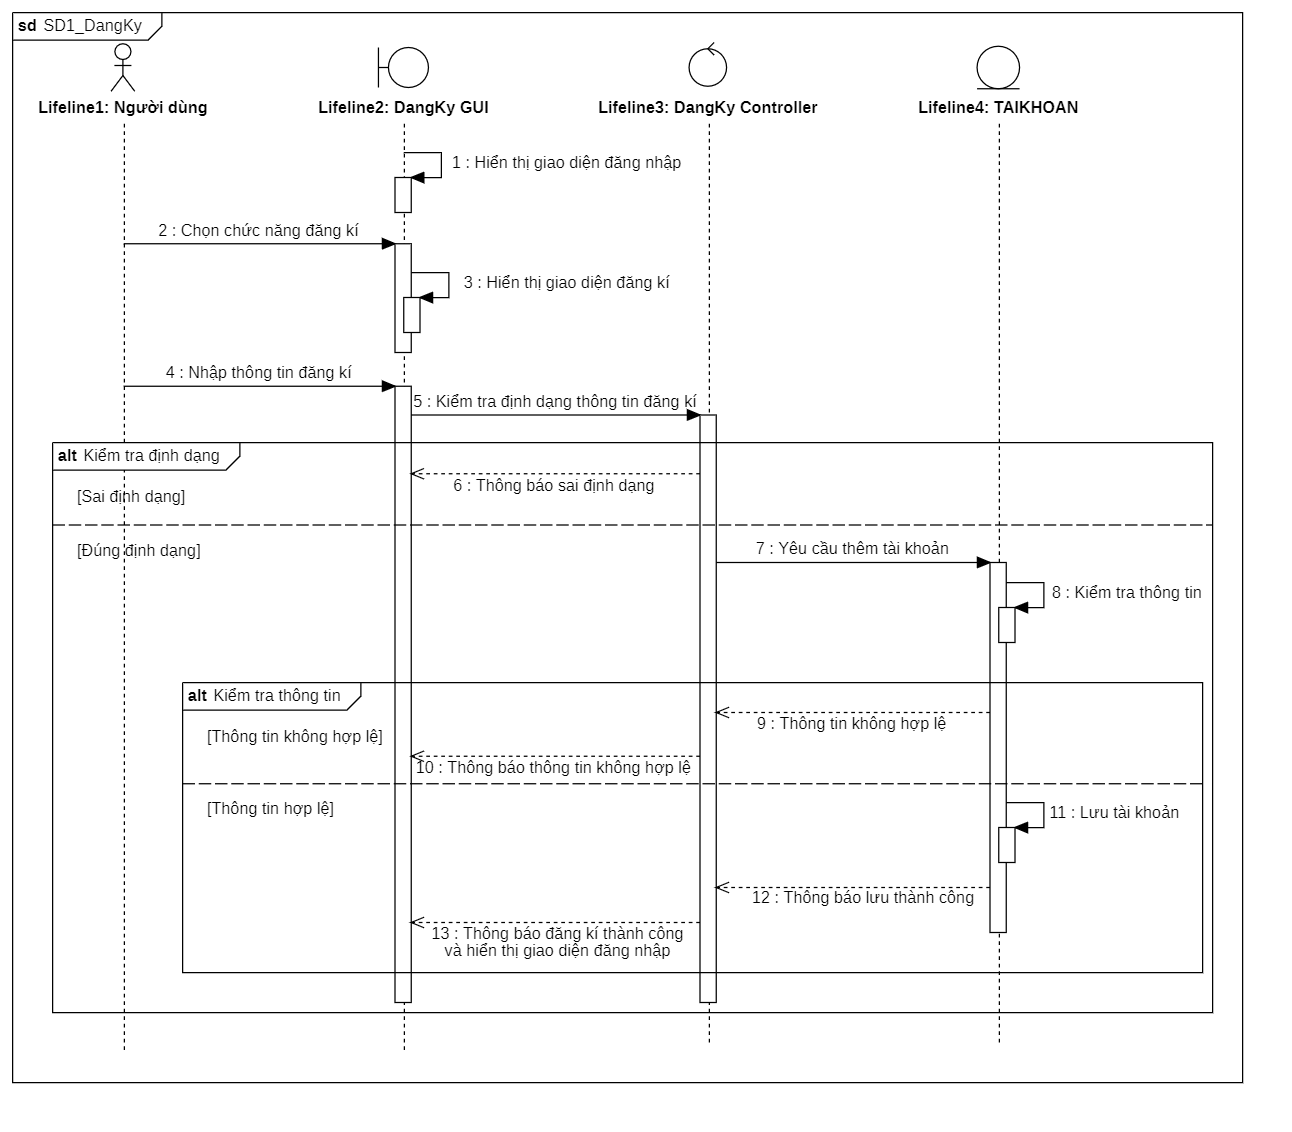 sd SD1_DangKy
Lifeline1: Người dùng
Lifeline2: DangKy GUI
Lifeline3: DangKy Controller
Lifeline4: TAIKHOAN
1 : Hiển thị giao diện đăng nhập
2 : Chọn chức năng đăng kí
3 : Hiển thị giao diện đăng kí
4 : Nhập thông tin đăng kí
5 : Kiểm tra định dạng thông tin đăng kí
alt Kiểm tra định dạng
6 : Thông báo sai định dạng
[Sai định dạng]
[Đúng định dạng]
7 : Yêu cầu thêm tài khoản
8 : Kiểm tra thông tin
alt Kiểm tra thông tin
9 : Thông tin không hợp lệ
[Thông tin không hợp lệ]
10 : Thông báo thông tin không hợp lệ
[Thông tin hợp lệ]
11 : Lưu tài khoản
12 : Thông báo lưu thành công
13 : Thông báo đăng kí thành công
và hiển thị giao diện đăng nhập